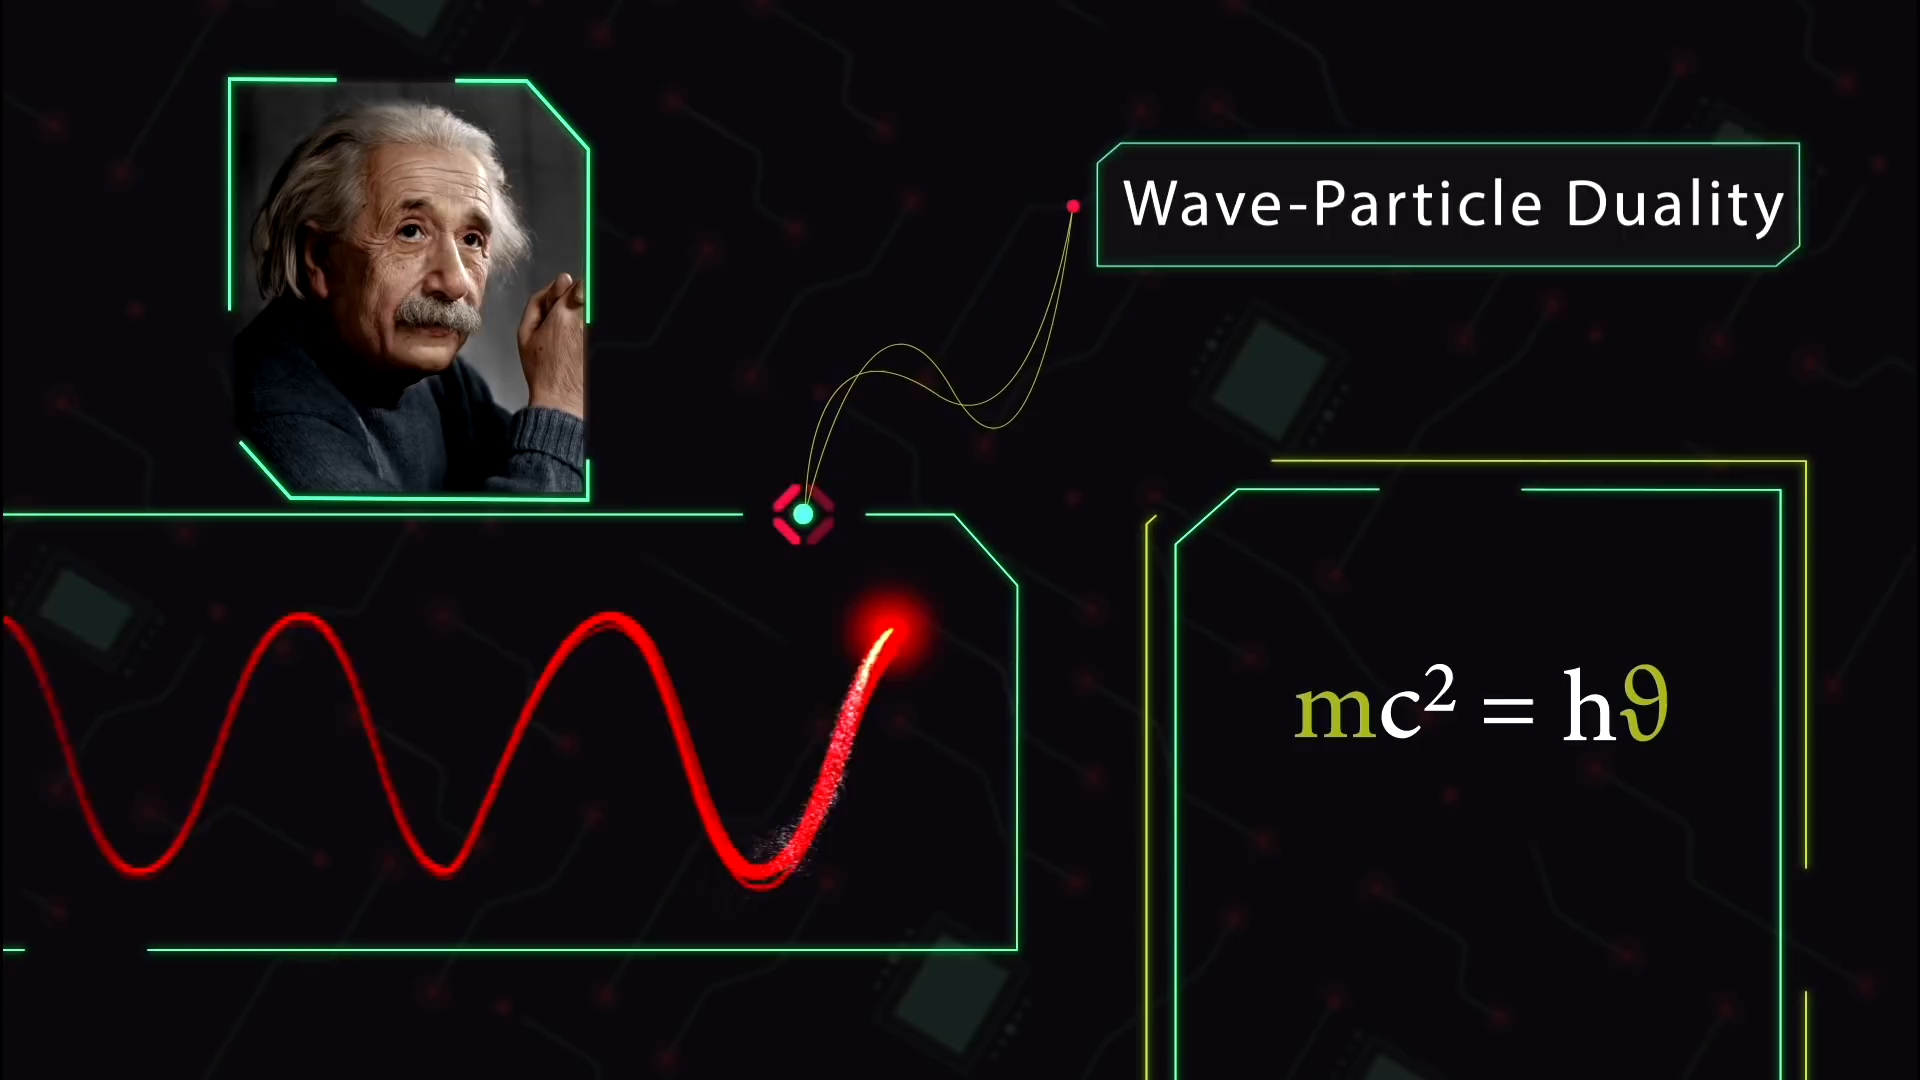 Wave-Particle Duality
mc² = hϑ